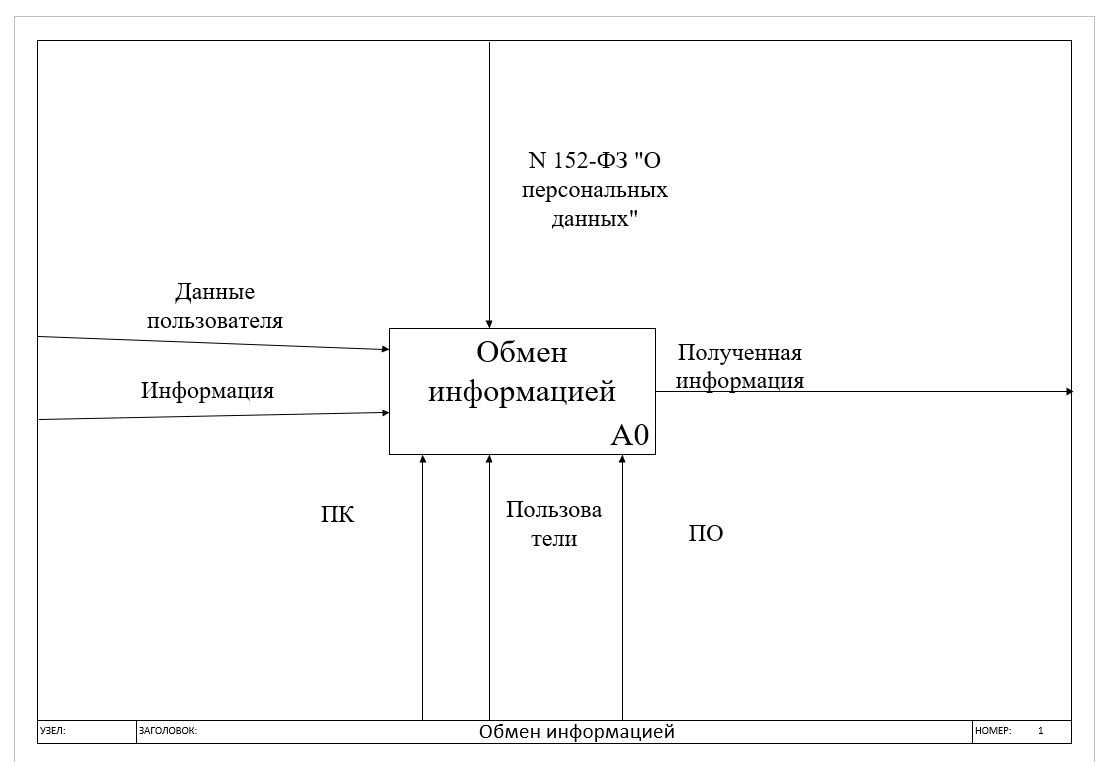 N 152-ФЗ "О
персональных
данных"
Данные
пользователя
Информация
Обмен
информацией
A0
Полученная
информация
ПК
Пользова
тели
ПО
УЗЕЛ:
ЗАГОЛОВОК:
Обмен информацией
НОМЕР:
1